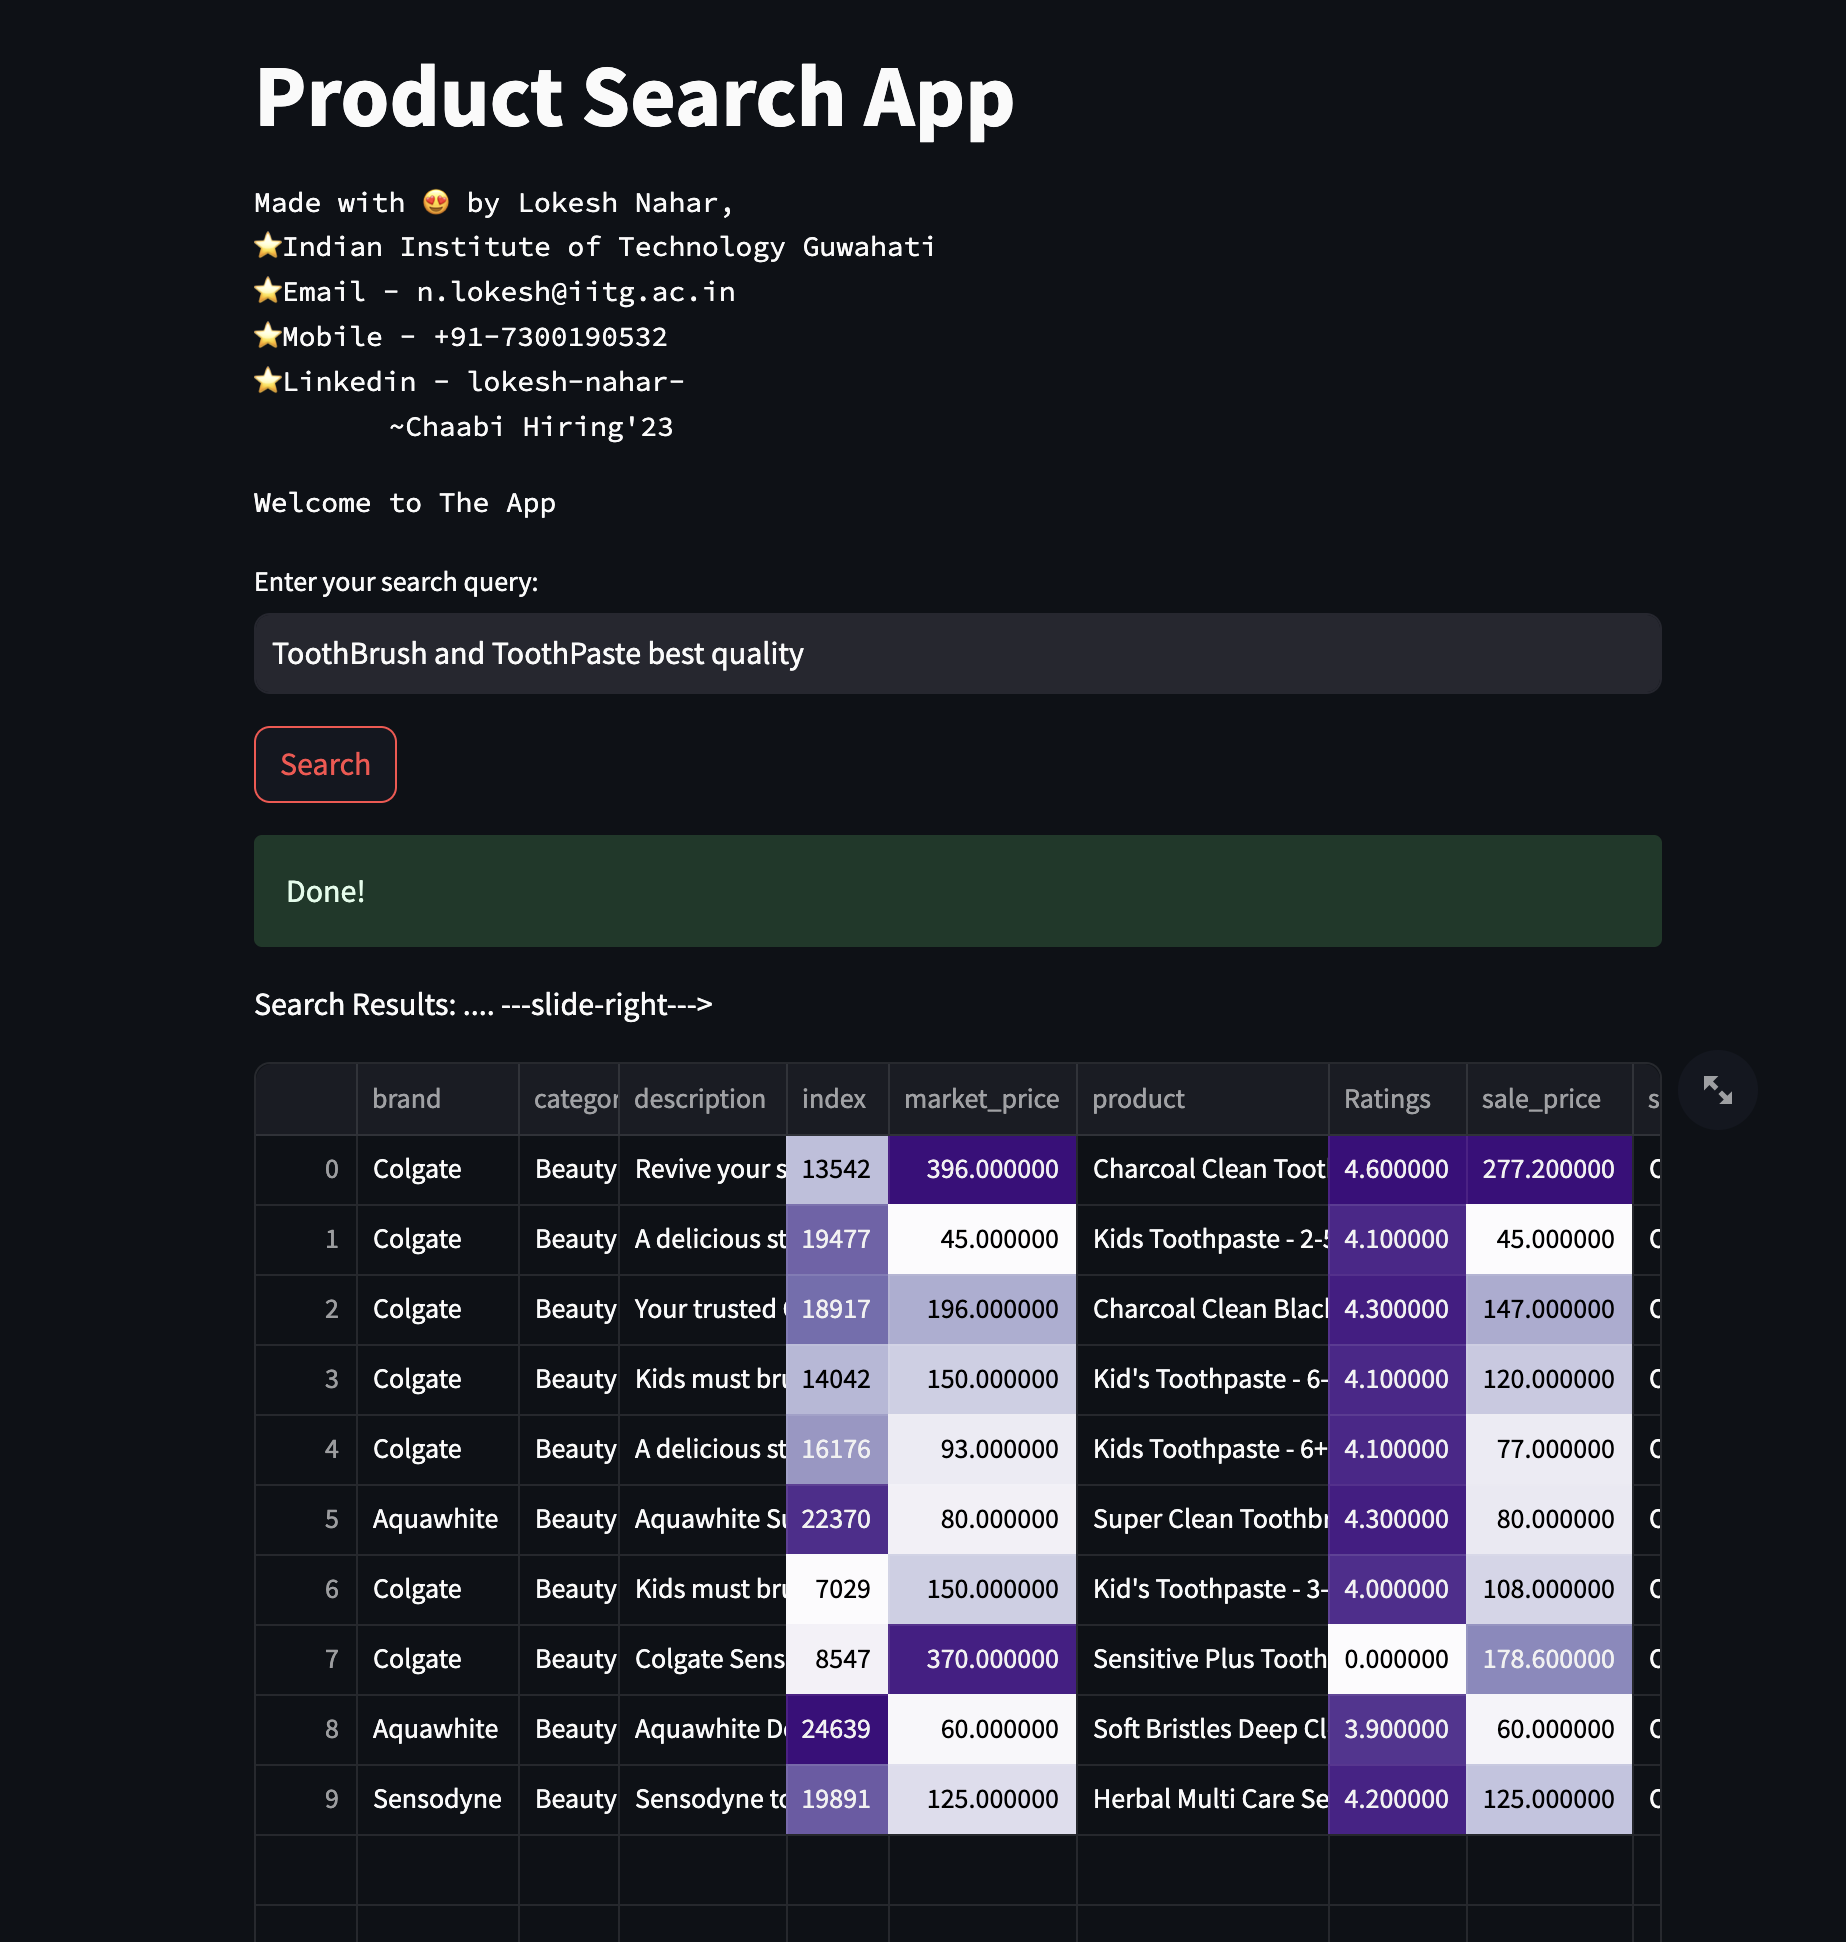 Product Search App
Made with 😍 by Lokesh Nahar,
⭐Indian Institute of Technology Guwahati
⭐Email - n.lokesh@iitg.ac.in
⭐Mobile - +91-7300190532
⭐Linkedin - lokesh-nahar-
~Chaabi Hiring'23
Welcome to The App
Enter your search query:
ToothBrush and ToothPaste best quality
Search
Done!
Search Results: .... ---slide-right--->
brand categor description index market_price product Ratings sale_price s
0 Colgate Beauty Revive your s 13542 396.000000 Charcoal Clean Toot 4.600000 277.200000
1 Colgate Beauty A delicious st 19477 45.000000 Kids Toothpaste - 2-5 4.100000 45.000000
2 Colgate Beauty Your trusted 18917 196.000000 Charcoal Clean Black 4.300000 147.000000
3 Colgate Beauty Kids must bru 14042 150.000000 Kid's Toothpaste - 6- 4.100000 120.000000
4 Colgate Beauty A delicious st 16176 93.000000 Kids Toothpaste - 6+ 4.100000 77.000000
5 Aquawhite Beauty Aquawhite Su 22370 80.000000 Super Clean Toothbr 4.300000 80.000000
6 Colgate Beauty Kids must bru 7029 150.000000 Kid's Toothpaste - 3- 4.000000 108.000000
7 Colgate Beauty Colgate Sens 8547 370.000000 Sensitive Plus Tooth 0.000000 178.600000
8 Aquawhite Beauty Aquawhite De 24639 60.000000 Soft Bristles Deep Cl 3.900000 60.000000
9 Sensodyne Beauty Sensodyne to 19891 125.000000 Herbal Multi Care Se 4.200000 125.000000